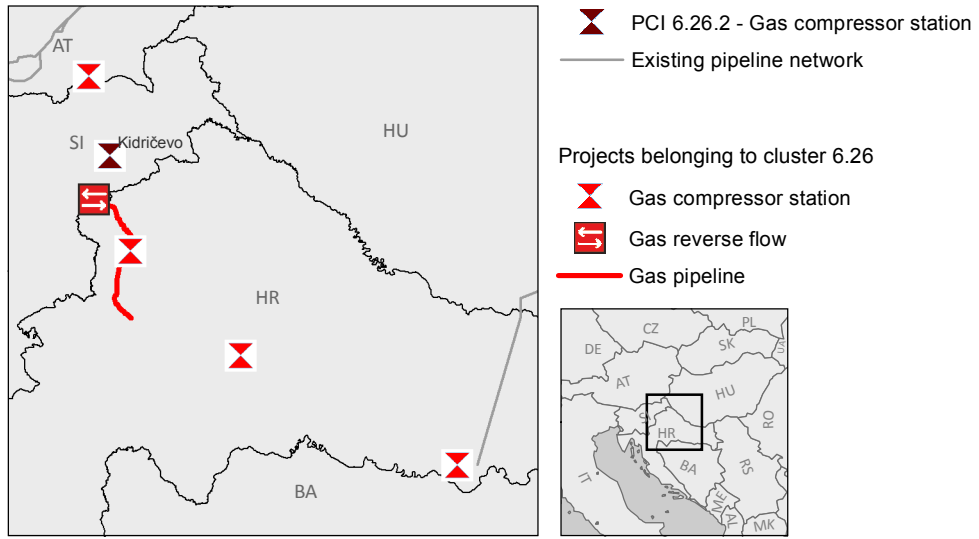 AT
SI
Kidričevo
HU
HR
BA
PCI 6.26.2 - Gas compressor station
Existing pipeline network
Projects belonging to cluster 6.26
Gas compressor station
Gas reverse flow
Gas pipeline
CZ
PL
UA
DE
SK
AT
HU
SI
RO
HR
BA
RS
IT
ME
AL
MK